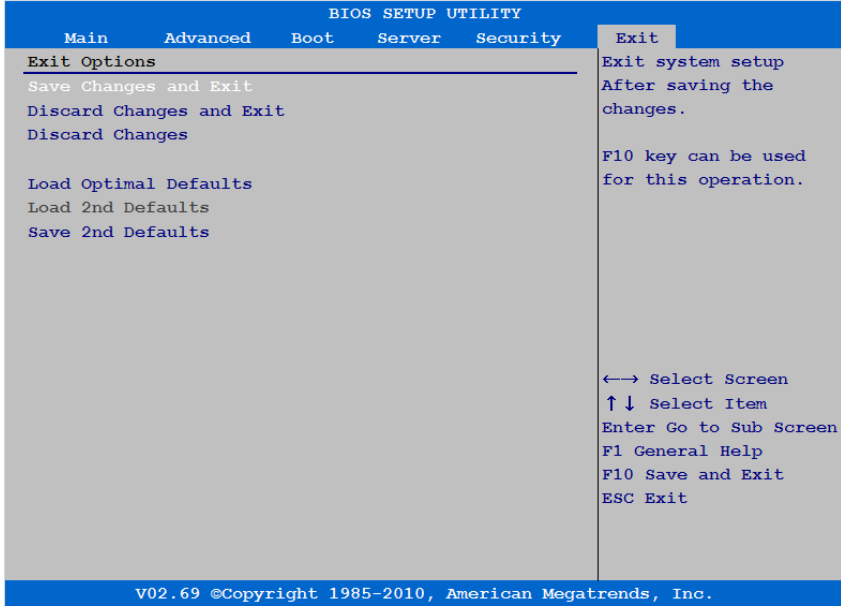 BIOS SETUP UTILITY
Main Advanced Boot Server Security Exit
Exit Options
Save Changes and Exit
Discard Changes and Exit
Discard Changes
Load Optimal Defaults
Load 2nd Defaults
Save 2nd Defaults
Exit system setup
After saving the
changes.
F10 key can be used
for this operation.
←→ Select Screen
↑↓ Select Item
Enter Go to Sub Screen
F1 General Help
F10 Save and Exit
ESC Exit
V02.69 ©Copyright 1985-2010, American Megatrends, Inc.